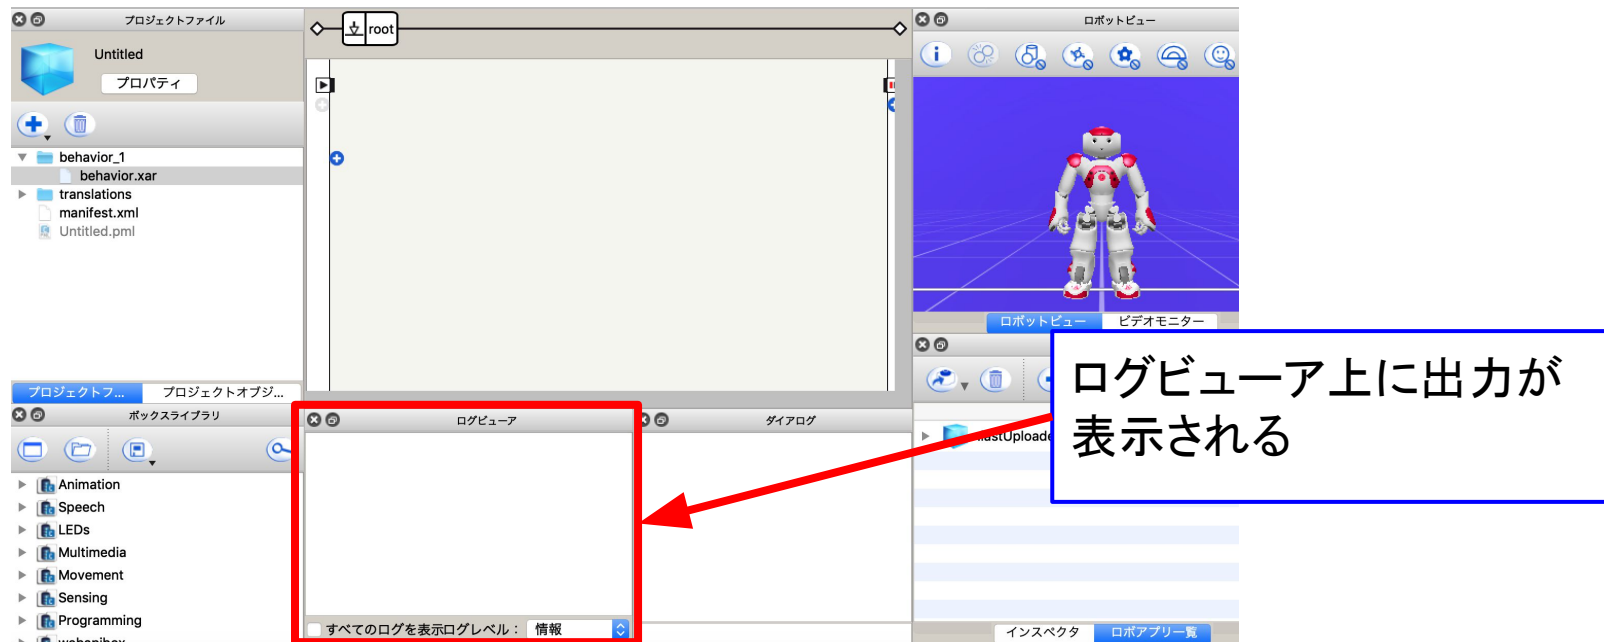 プロジェクトファイル
Untitled
プロパティ
behavior_1
behavior.xar
translations
manifest.xml
Untitled.pml
プロジェクトフ...
プロジェクトオブジ...
ボックスライブラリ
Animation
Speech
LEDs
Multimedia
Movement
Sensing
Programming
root
ログビューア
すべてのログを表示ログレベル： 情報
ダイアログ
ロボットビュー
ロボットビュー
ビデオモニター
ログビューア上に出力が
表示される
インスペクタ
ロボアプリ一覧